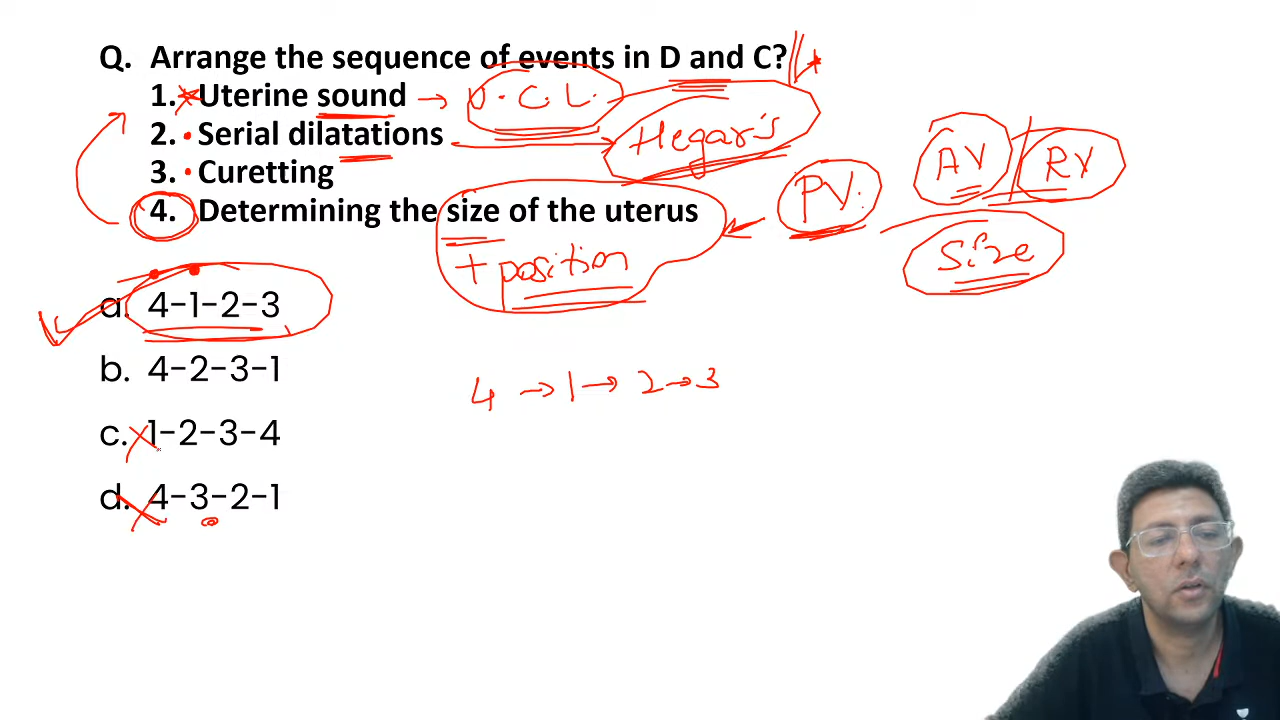 Q. Arrange the sequence of events in D and C?
1. Uterine sound → U.C.L.
2. Serial dilatations → Hegar's
3. Curetting
4. Determining the size of the uterus
+ position
PV:
AV / RV
Size
a. 4-1-2-3
b. 4-2-3-1
c. 1-2-3-4
d. 4-3-2-1
4 → 1 → 2 → 3